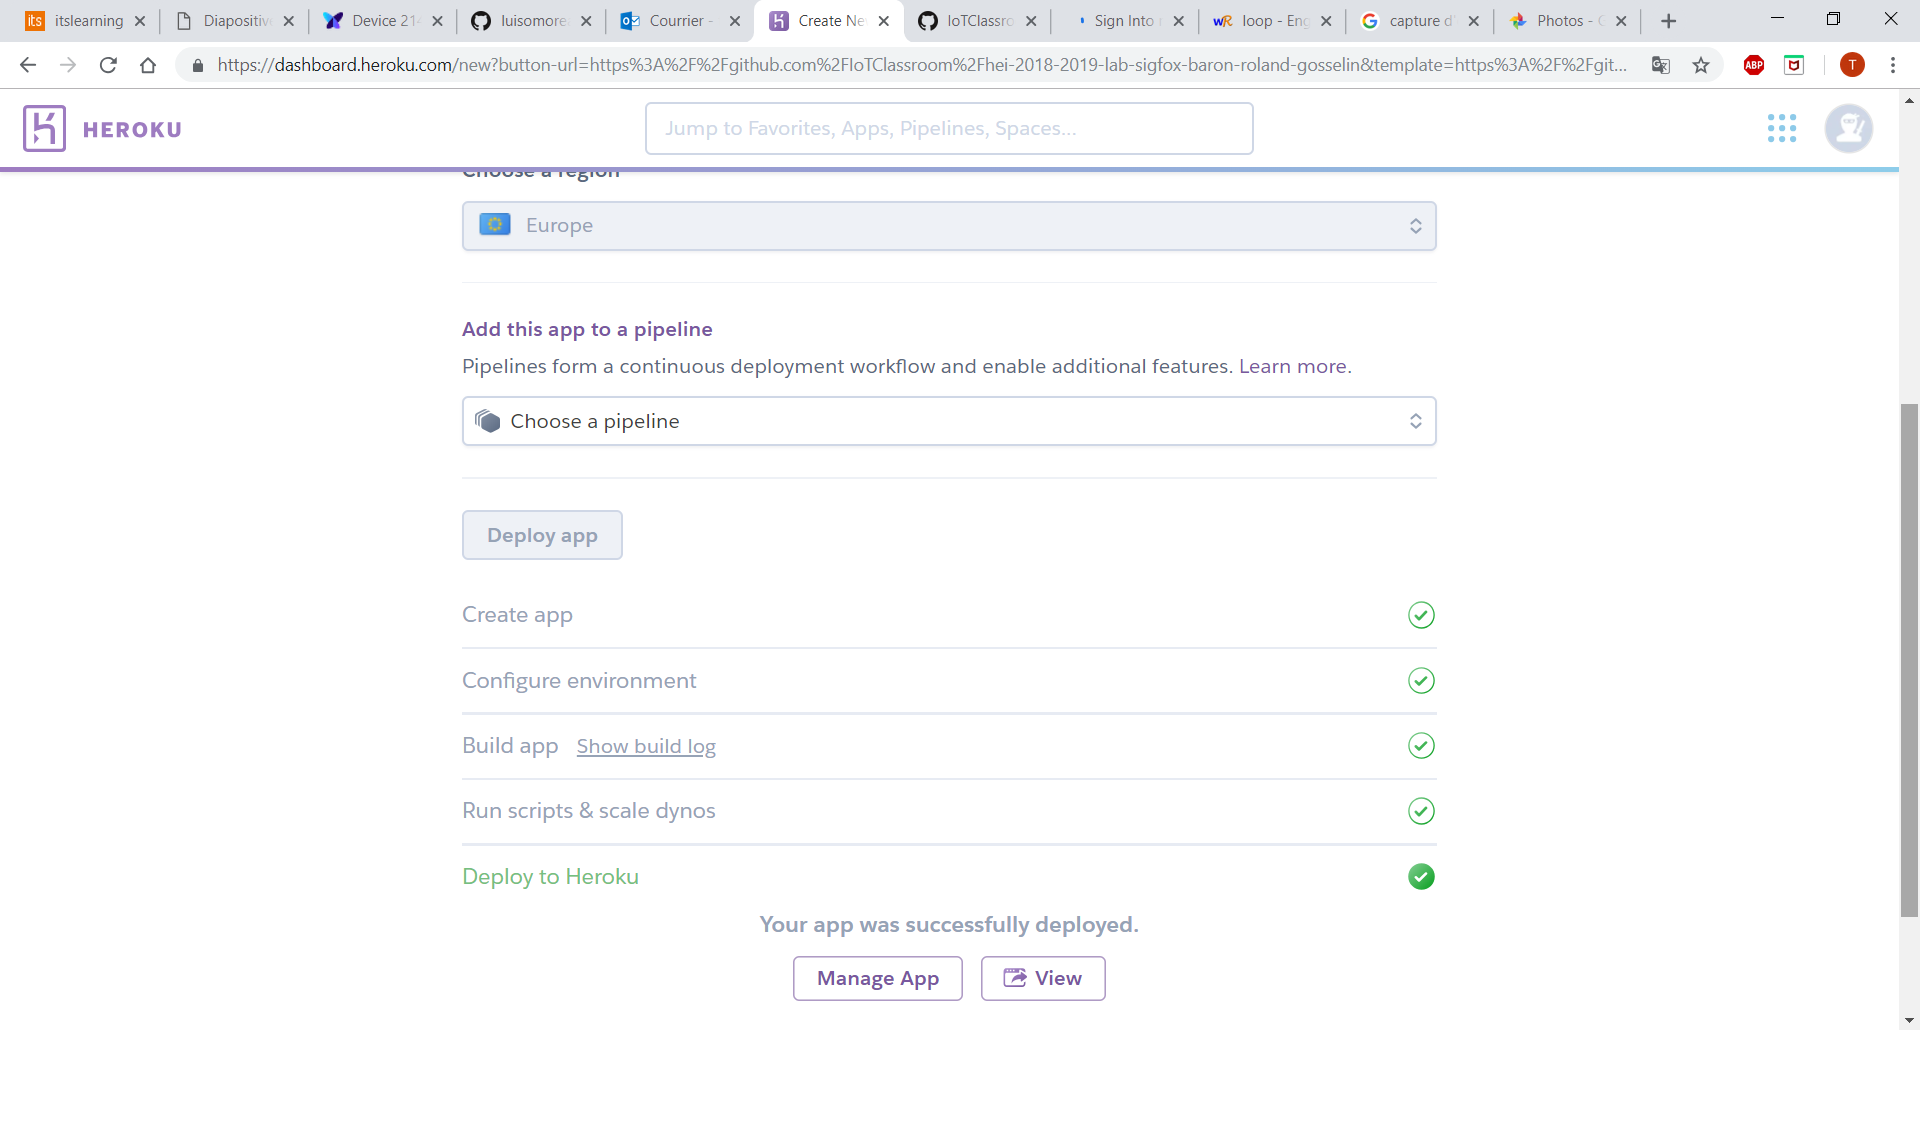 its itslearning
Diapositiv
Device 214
luisomore
Courrier -
Create Ne
IoTClassro
Sign Into
wR loop - Eng
capture d'
Photos -
https://dashboard.heroku.com/new?button-url=https%3A%2F%2Fgithub.com%2FIoTClassroom%2Fhei-2018-2019-lab-sigfox-baron-roland-gosselin&template=https%3A%2F%2Fgit...
ABP
T
HEROKU
Jump to Favorites, Apps, Pipelines, Spaces...
Choose a region
Europe
Add this app to a pipeline
Pipelines form a continuous deployment workflow and enable additional features. Learn more.
Choose a pipeline
Deploy app
Create app
Configure environment
Build app Show build log
Run scripts & scale dynos
Deploy to Heroku
Your app was successfully deployed.
Manage App
View